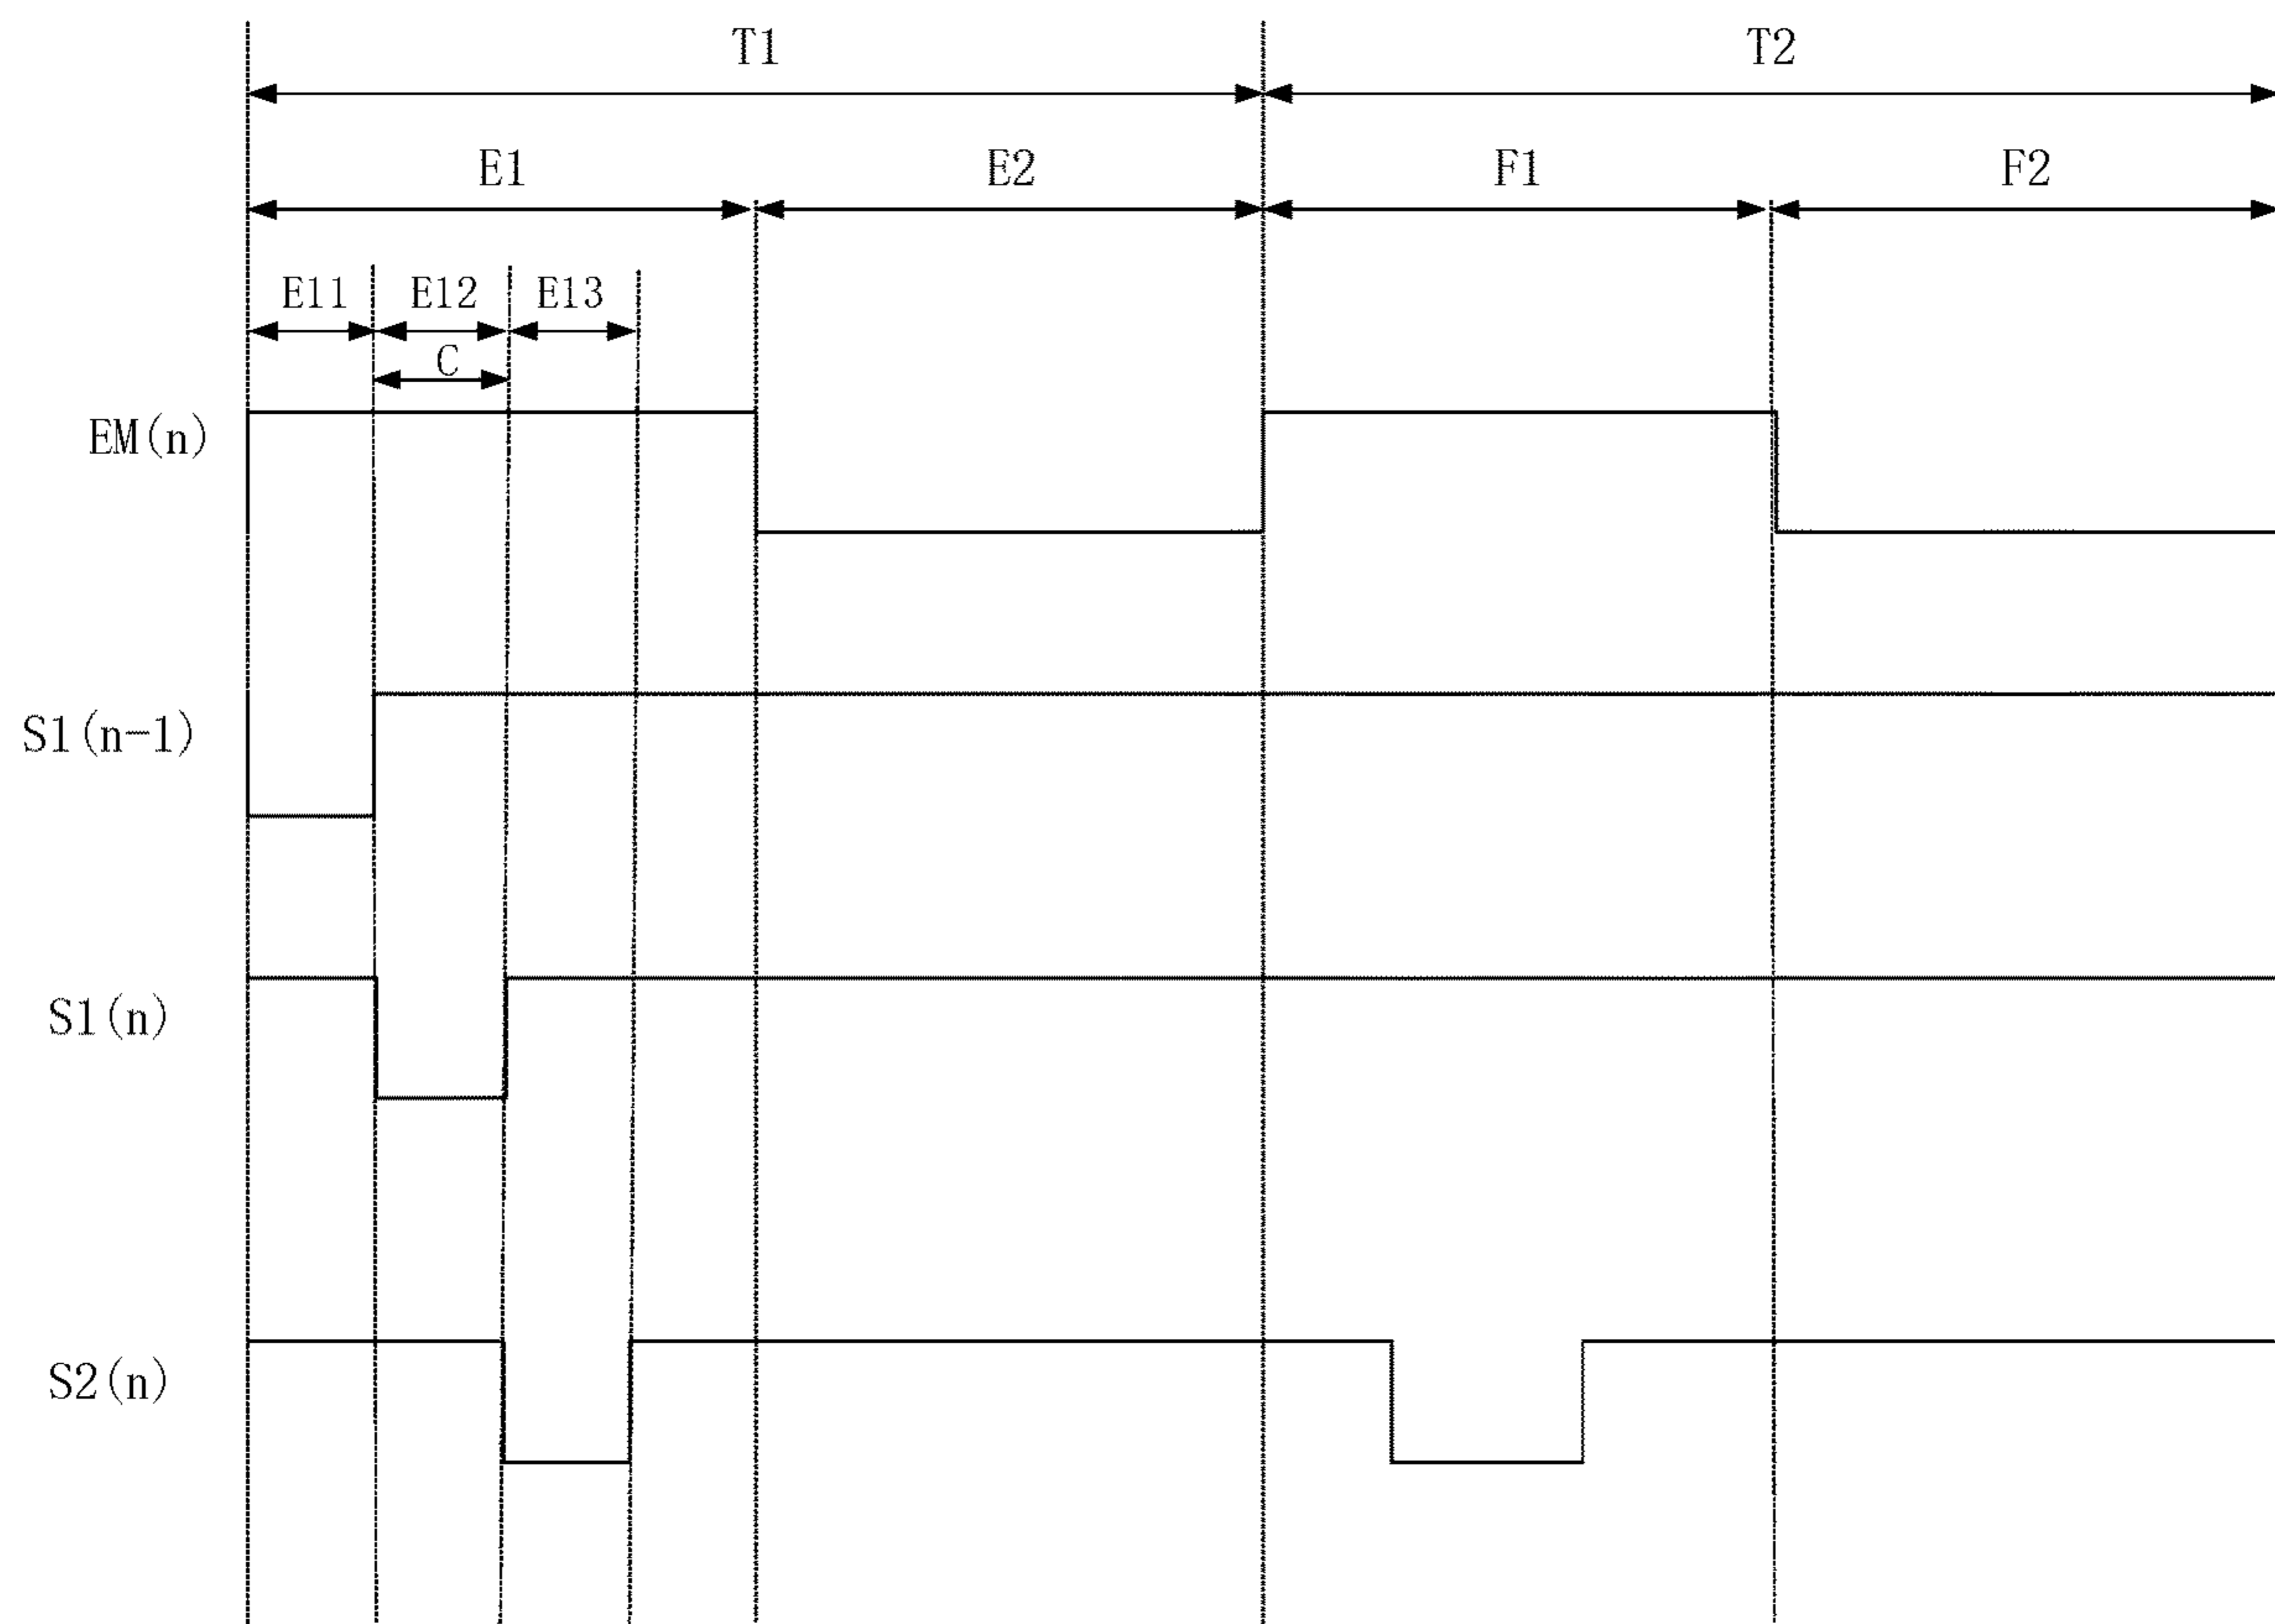 T1 T2
E1 E2 F1 F2
E11 E12 E13
C
EM(n)
S1(n-1)
S1(n)
S2(n)